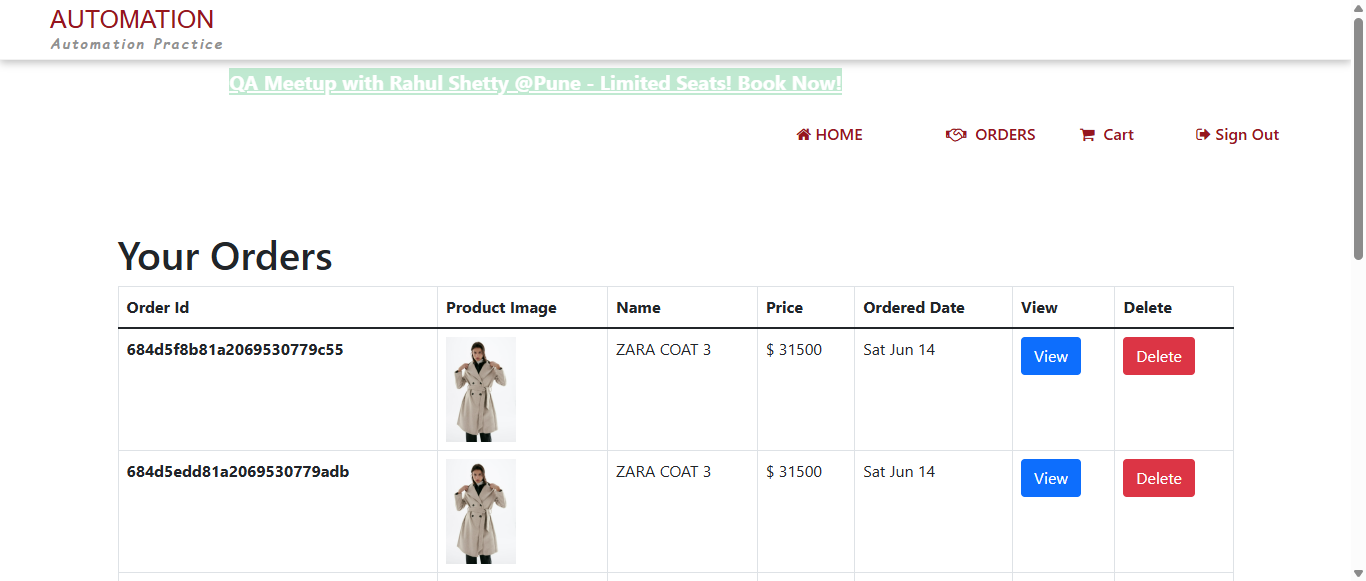 AUTOMATION
Automation Practice
QA Meetup with Rahul Shetty @Pune - Limited Seats! Book Now!
HOME ORDERS Cart Sign Out
Your Orders
Order Id Product Image Name Price Ordered Date View Delete
684d5f8b81a2069530779c55 ZARA COAT 3 $ 31500 Sat Jun 14 View Delete
684d5edd81a2069530779adb ZARA COAT 3 $ 31500 Sat Jun 14 View Delete